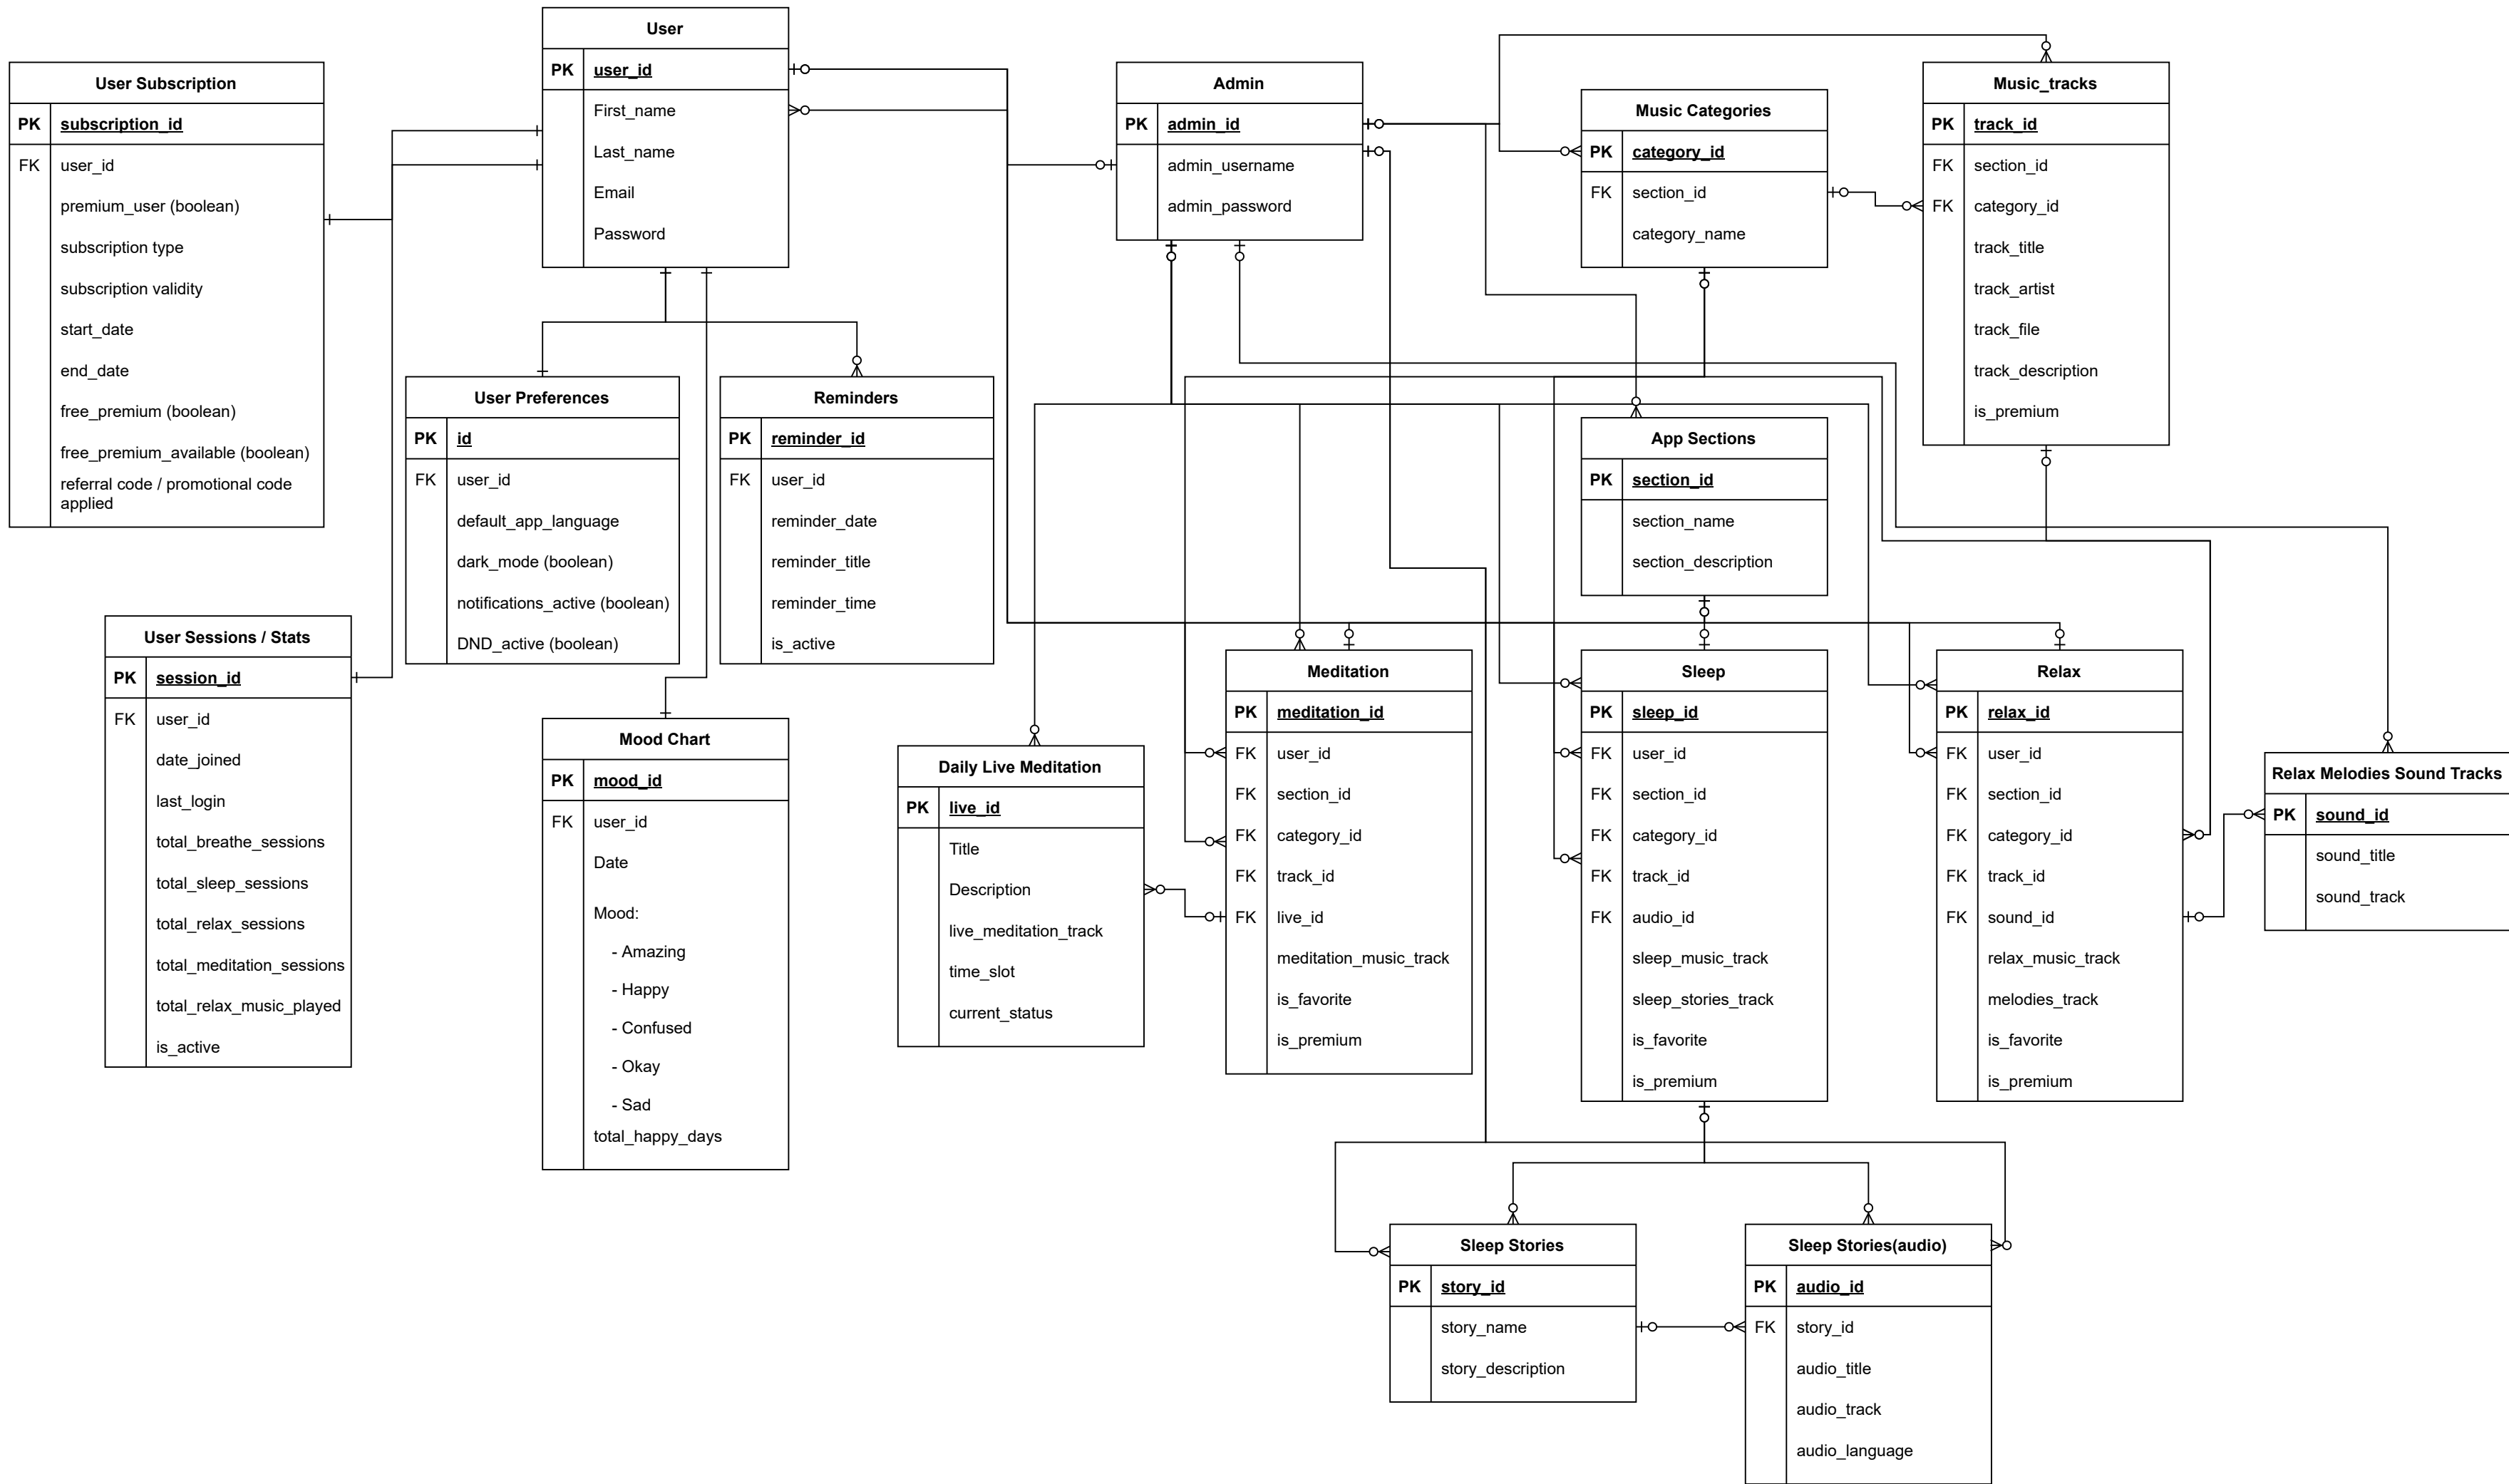 User
PK user_id
First_name
Last_name
Email
Password
User Subscription
PK subscription_id
FK user_id
premium_user (boolean)
subscription type
subscription validity
start_date
end_date
free_premium (boolean)
free_premium_available (boolean)
referral code / promotional code
applied
Admin
PK admin_id
admin_username
admin_password
Music Categories
PK category_id
FK section_id
category_name
Music_tracks
PK track_id
FK section_id
FK category_id
track_title
track_artist
track_file
track_description
is_premium
User Preferences
PK id
FK user_id
default_app_language
dark_mode (boolean)
notifications_active (boolean)
DND_active (boolean)
Reminders
PK reminder_id
FK user_id
reminder_date
reminder_title
reminder_time
is_active
App Sections
PK section_id
section_name
section_description
User Sessions / Stats
PK session_id
FK user_id
date_joined
last_login
total_breathe_sessions
total_sleep_sessions
total_relax_sessions
total_meditation_sessions
total_relax_music_played
is_active
Mood Chart
PK mood_id
FK user_id
Date
Mood:
- Amazing
- Happy
- Confused
- Okay
- Sad
total_happy_days
Daily Live Meditation
PK live_id
Title
Description
live_meditation_track
time_slot
current_status
Meditation
PK meditation_id
FK user_id
FK section_id
FK category_id
FK track_id
FK live_id
meditation_music_track
is_favorite
is_premium
Sleep
PK sleep_id
FK user_id
FK section_id
FK category_id
FK track_id
FK audio_id
sleep_music_track
sleep_stories_track
is_favorite
is_premium
Relax
PK relax_id
FK user_id
FK section_id
FK category_id
FK track_id
FK sound_id
relax_music_track
melodies_track
is_favorite
is_premium
Relax Melodies Sound Tracks
PK sound_id
sound_title
sound_track
Sleep Stories
PK story_id
story_name
story_description
Sleep Stories(audio)
PK audio_id
FK story_id
audio_title
audio_track
audio_language